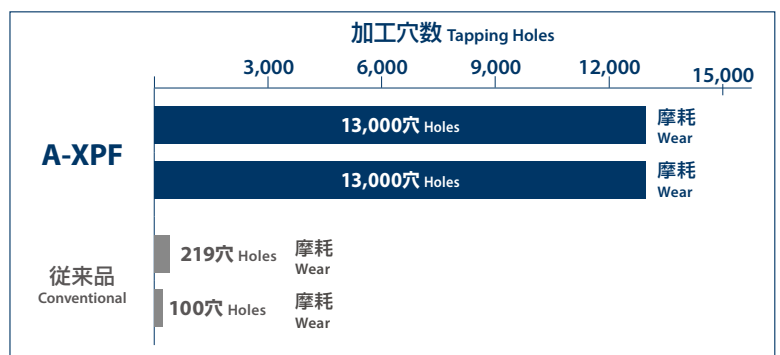 加工穴数 Tapping Holes
3,000 6,000 9,000 12,000 15,000
A-XPF
13,000穴 Holes 摩耗
Wear
13,000穴 Holes 摩耗
Wear
従来品
Conventional
219穴 Holes 摩耗
Wear
100穴 Holes 摩耗
Wear